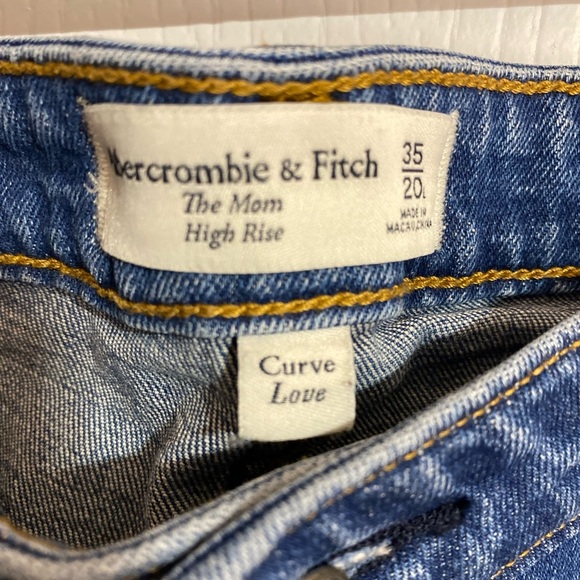 Abercrombie & Fitch
The Mom
High Rise
35
20L
MADE IN
MACAU, CHINA
Curve
Love